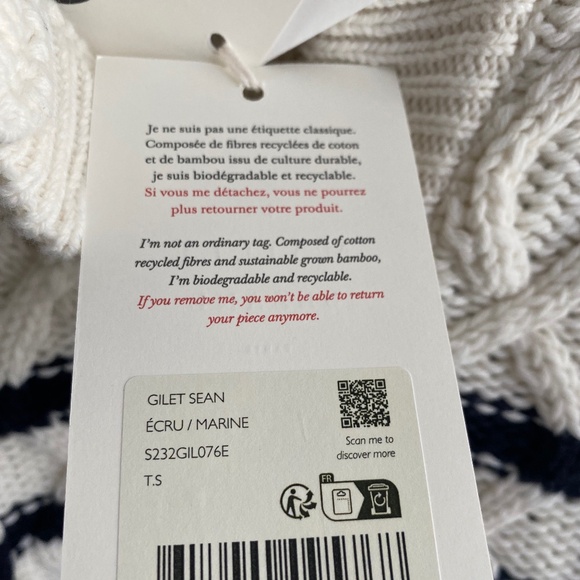 Je ne suis pas une étiquette classique.
Composée de fibres recyclées de coton
et de bambou issu de culture durable,
je suis biodégradable et recyclable.
Si vous me détachez, vous ne pourrez
plus retourner votre produit.
I'm not an ordinary tag. Composed of cotton
recycled fibres and sustainable grown bamboo,
I'm biodegradable and recyclable.
If you remove me, you won't be able to return
your piece anymore.
GILET SEAN
ÉCRU / MARINE
S232GIL076E
T.S
Scan me to
discover more
FR